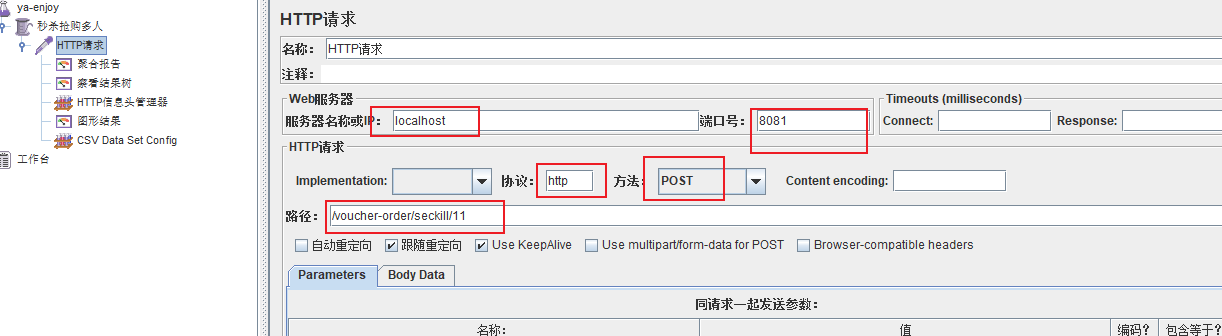 ya-enjoy
秒杀抢购多人
HTTP请求
聚合报告
察看结果树
HTTP信息头管理器
图形结果
CSV Data Set Config
工作台
HTTP请求
名称: HTTP请求
注释:
Web服务器
服务器名称或IP: localhost 端口号: 8081
Timeouts (milliseconds)
Connect: Response:
HTTP请求
Implementation: 协议: http 方法: POST Content encoding:
路径: /voucher-order/seckill/11
自动重定向 跟随重定向 Use KeepAlive Use multipart/form-data for POST Browser-compatible headers
Parameters Body Data
同请求一起发送参数:
名称: 值 编码? 包含等于?